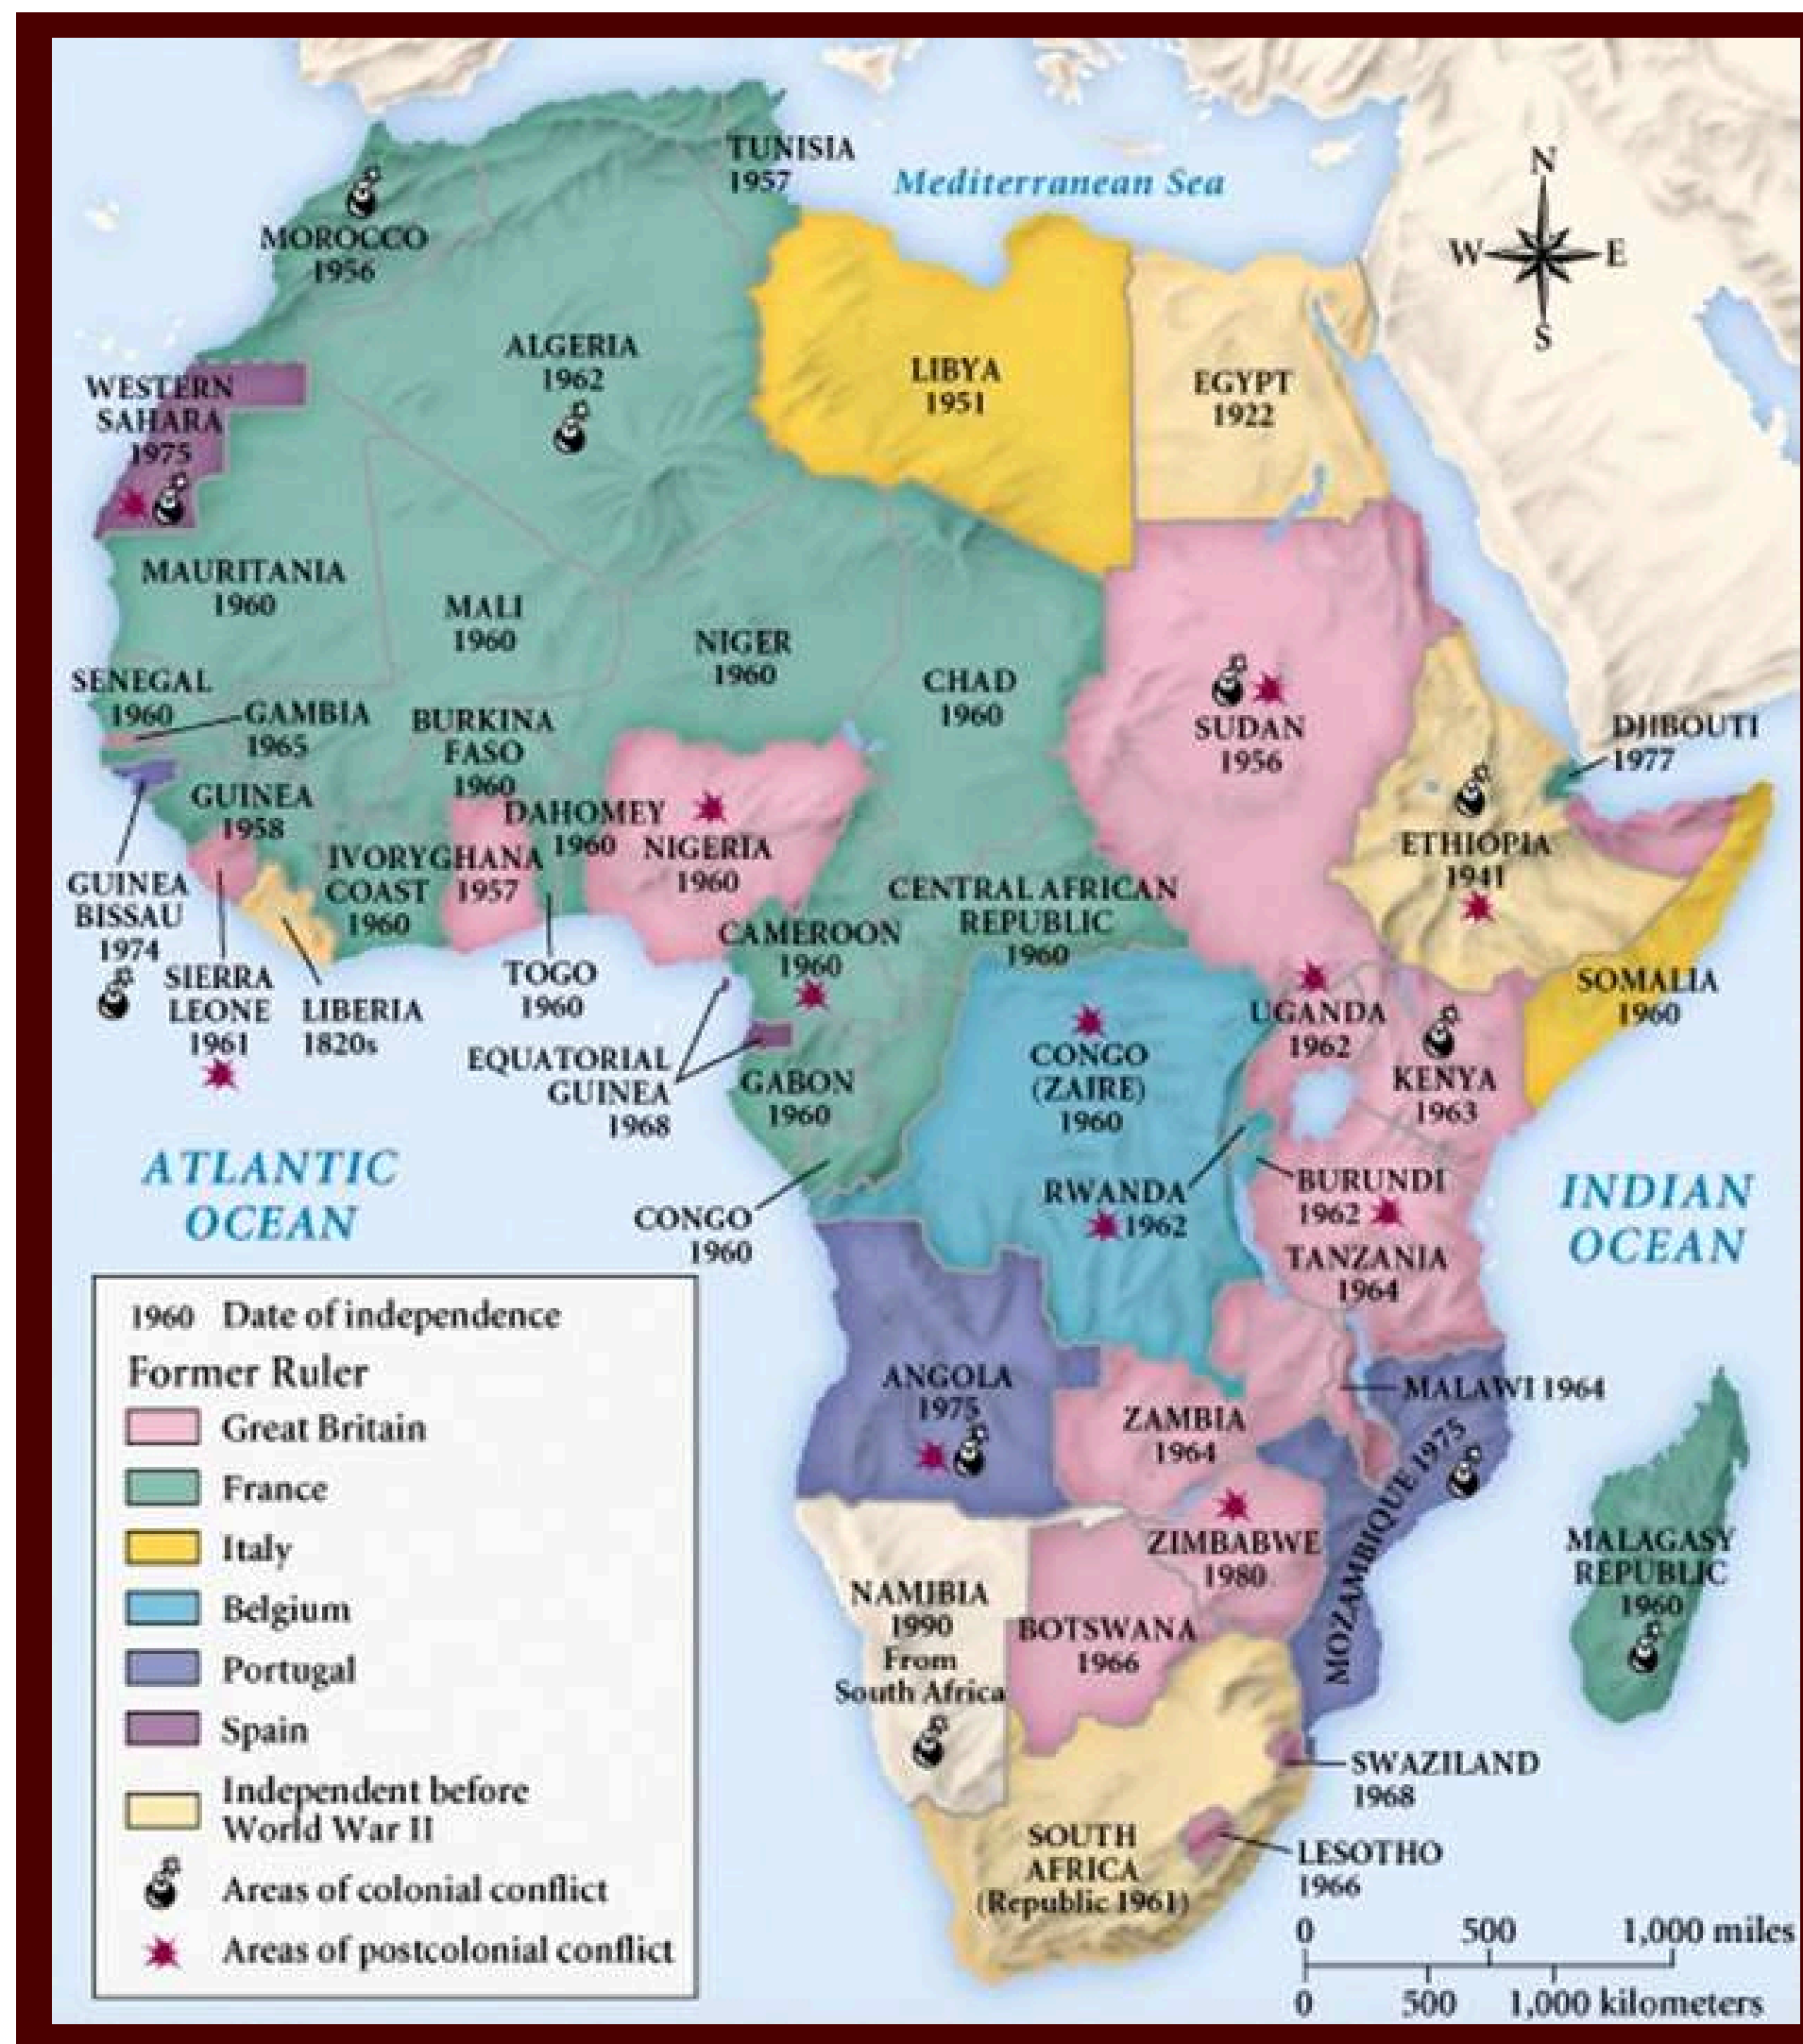 N
W E
S
TUNISIA
1957
Mediterranean Sea
MOROCCO
1956
ALGERIA
1962
LIBYA
1951
EGYPT
1922
WESTERN
SAHARA
1975
MAURITANIA
1960
MALI
1960
NIGER
1960
CHAD
1960
SUDAN
1956
SENEGAL
1960
GAMBIA
1965
BURKINA
FASO
1960
DJIBOUTI
1977
GUINEA
1958
DAHOMEY
1960
NIGERIA
1960
IVORY
COAST
1960
GHANA
1957
ETHIOPIA
1941
GUINEA
BISSAU
1974
CENTRAL AFRICAN
REPUBLIC
1960
CAMEROON
1960
SIERRA
LEONE
1961
LIBERIA
1820s
TOGO
1960
SOMALIA
1960
UGANDA
1962
EQUATORIAL
GUINEA
1968
GABON
1960
CONGO
(ZAIRE)
1960
KENYA
1963
ATLANTIC
OCEAN
CONGO
1960
RWANDA
1962
BURUNDI
1962
TANZANIA
1964
INDIAN
OCEAN
ANGOLA
1975
ZAMBIA
1964
MALAWI 1964
MOZAMBIQUE 1975
ZIMBABWE
1980
MALAGASY
REPUBLIC
1960
NAMIBIA
1990
From
South Africa
BOTSWANA
1966
SWAZILAND
1968
SOUTH
AFRICA
(Republic 1961)
LESOTHO
1966
1960 Date of independence
Former Ruler
Great Britain
France
Italy
Belgium
Portugal
Spain
Independent before
World War II
Areas of colonial conflict
Areas of postcolonial conflict
0 500 1,000 miles
0 500 1,000 kilometers